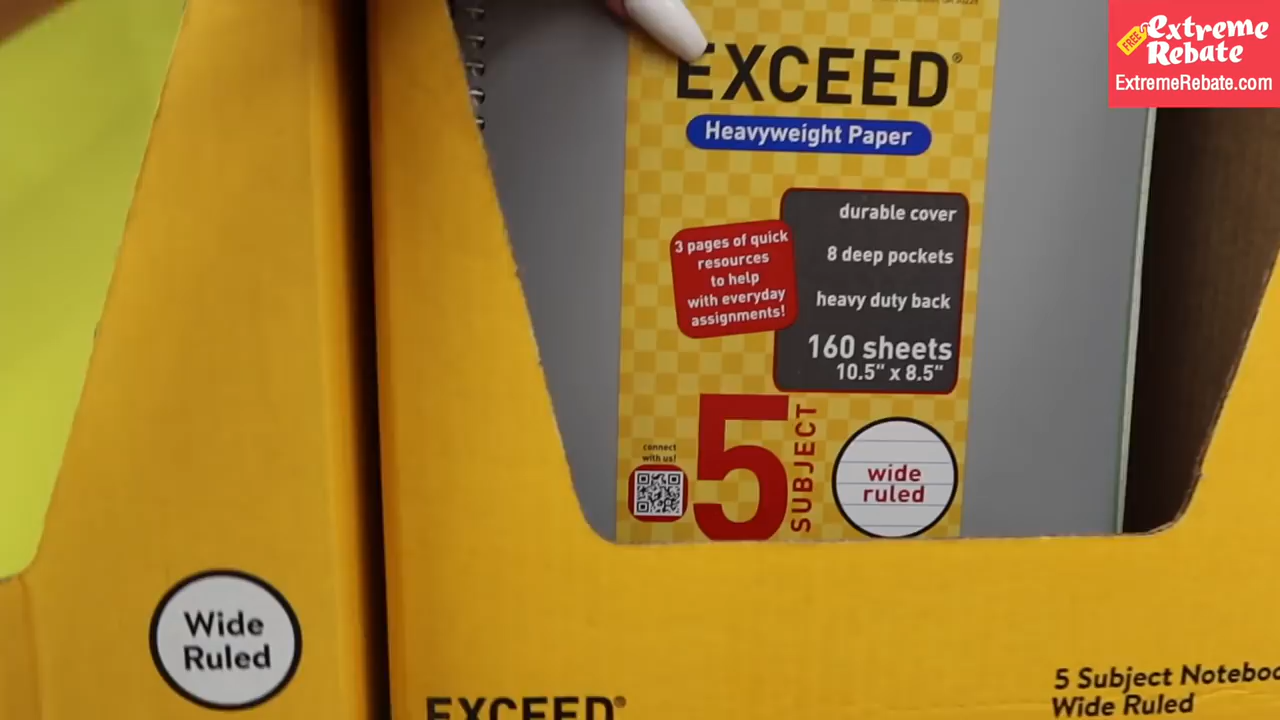 FREE
Extreme
Rebate
ExtremeRebate.com
EXCEED®
Heavyweight Paper
durable cover
8 deep pockets
heavy duty back
160 sheets
10.5" x 8.5"
3 pages of quick
resources
to help
with everyday
assignments!
connect
with us!
5
SUBJECT
wide
ruled
Wide
Ruled
EXCEED®
5 Subject Noteboo
Wide Ruled